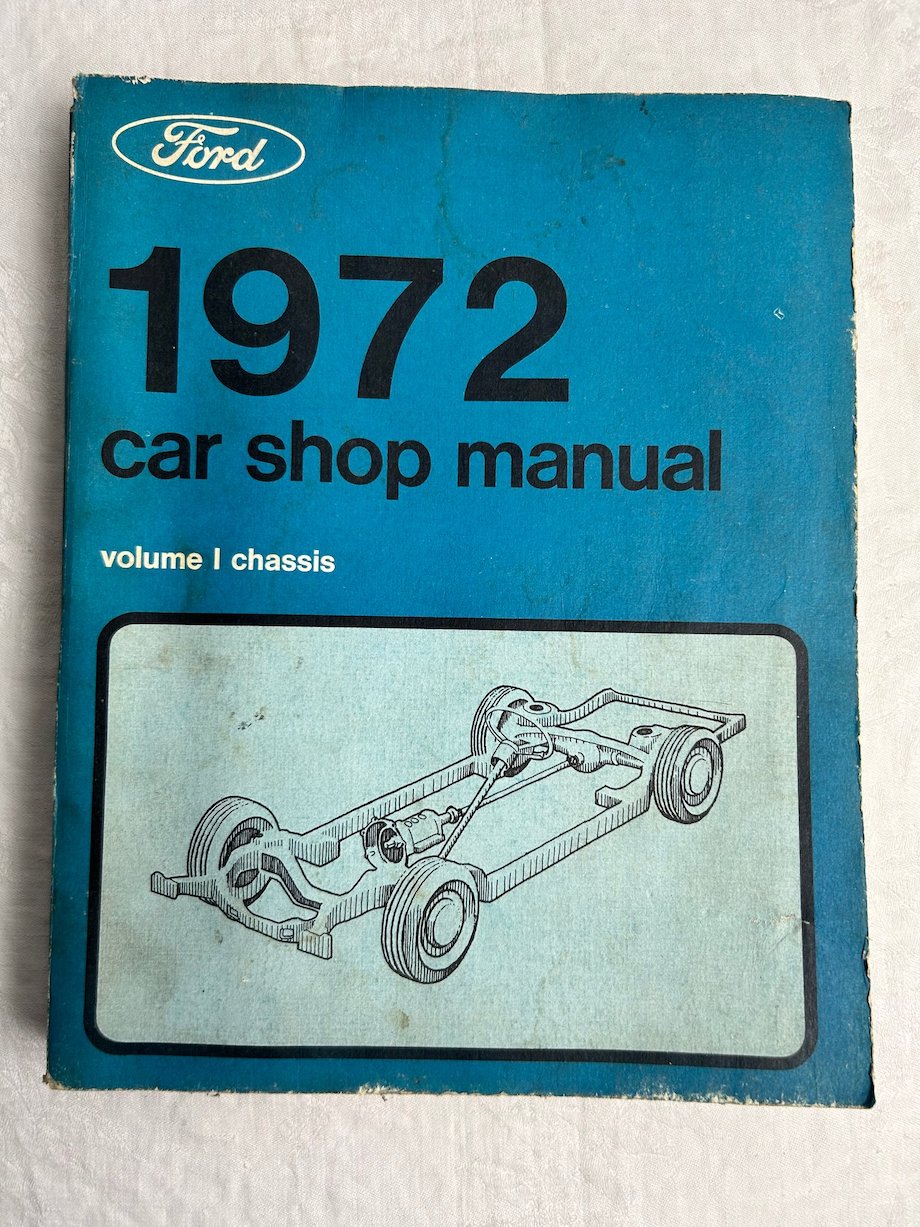 Ford
1972
car shop manual
volume I chassis